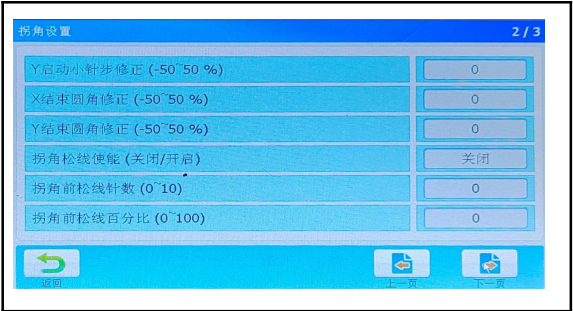 拐角设置 2/3
Y启动小针步修正 (-50~50 %) 0
X结束圆角修正 (-50~50 %) 0
Y结束圆角修正 (-50~50 %) 0
拐角松线使能 (关闭/开启) 关闭
拐角前松线针数 (0~10) 0
拐角前松线百分比 (0~100) 0
返回 上一页 下一页